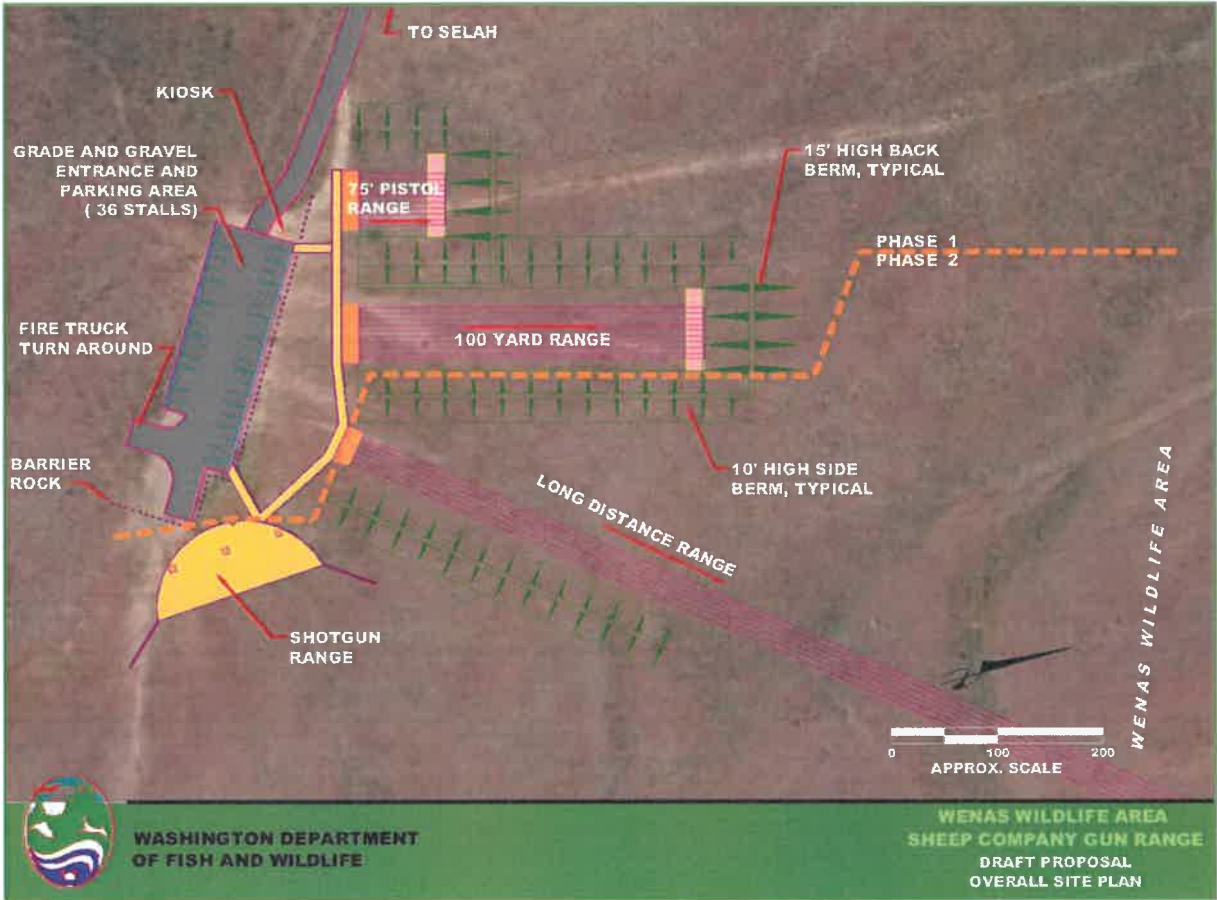 TO SELAH
KIOSK
GRADE AND GRAVEL
ENTRANCE AND
PARKING AREA
( 36 STALLS)
75' PISTOL
RANGE
15' HIGH BACK
BERM, TYPICAL
PHASE 1
PHASE 2
FIRE TRUCK
TURN AROUND
100 YARD RANGE
BARRIER
ROCK
10' HIGH SIDE
BERM, TYPICAL
LONG DISTANCE RANGE
SHOTGUN
RANGE
WENAS WILDLIFE AREA
0 100 200
APPROX. SCALE
WASHINGTON DEPARTMENT
OF FISH AND WILDLIFE
WENAS WILDLIFE AREA
SHEEP COMPANY GUN RANGE
DRAFT PROPOSAL
OVERALL SITE PLAN